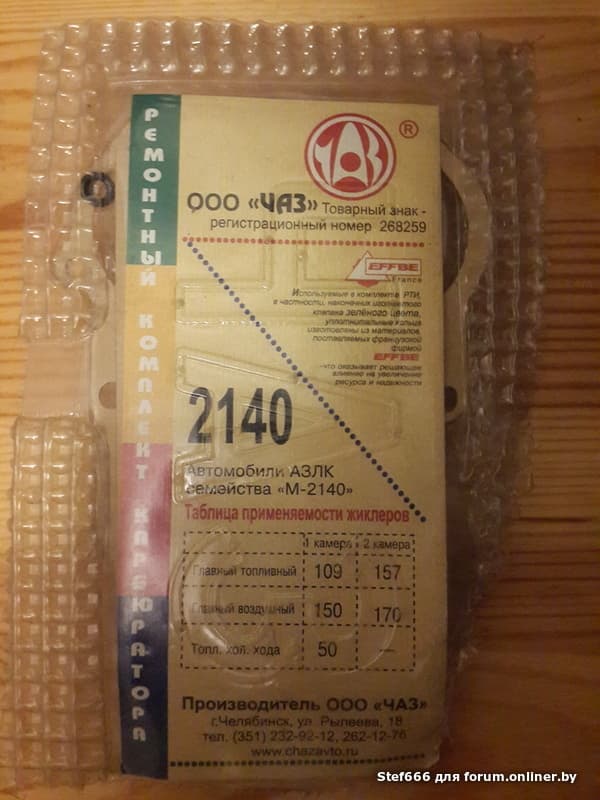 РЕМОНТНЫЙ КОМПЛЕКТ КАРБЮРАТОРА
ЧАЗ ®
ООО «ЧАЗ» Товарный знак -
регистрационный номер 268259
EFFBE
France
Используемые в комплекте РТИ,
в частности, наконечник игольчатого
клапана зелёного цвета,
уплотнительные кольца
изготовлены из материалов,
поставляемых французской
фирмой
EFFBE
-что оказывает решающее
влияние на увеличение
ресурса и надежности
2140
Автомобили АЗЛК
семейства «М-2140»
Таблица применяемости жиклеров
1 камера 2 камера
Главный топливный 109 157
Главный воздушный 150 170
Топл. хол. хода 50 —
Производитель ООО «ЧАЗ»
г.Челябинск, ул. Рылеева, 18
тел. (351) 232-92-12, 262-12-76
www.chazavto.ru
Stef666 для forum.onliner.by